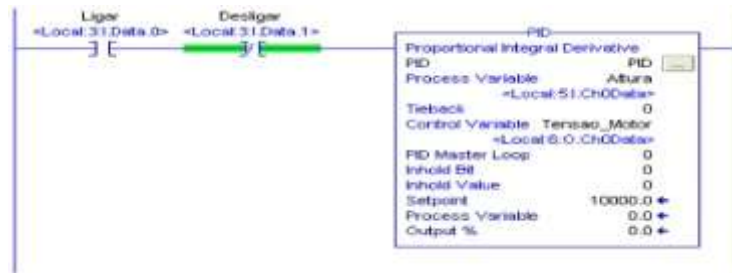 Ligar
<Local:3:I.Data.0>
Desligar
<Local:3:I.Data.1>
PID
Proportional Integral Derivative
PID PID ...
Process Variable Altura
<Local:5:I.Ch0Data>
Tieback 0
Control Variable Tensao_Motor
<Local:6:O.Ch0Data>
PID Master Loop 0
Inhold Bit 0
Inhold Value 0
Setpoint 10000.0
Process Variable 0.0
Output % 0.0